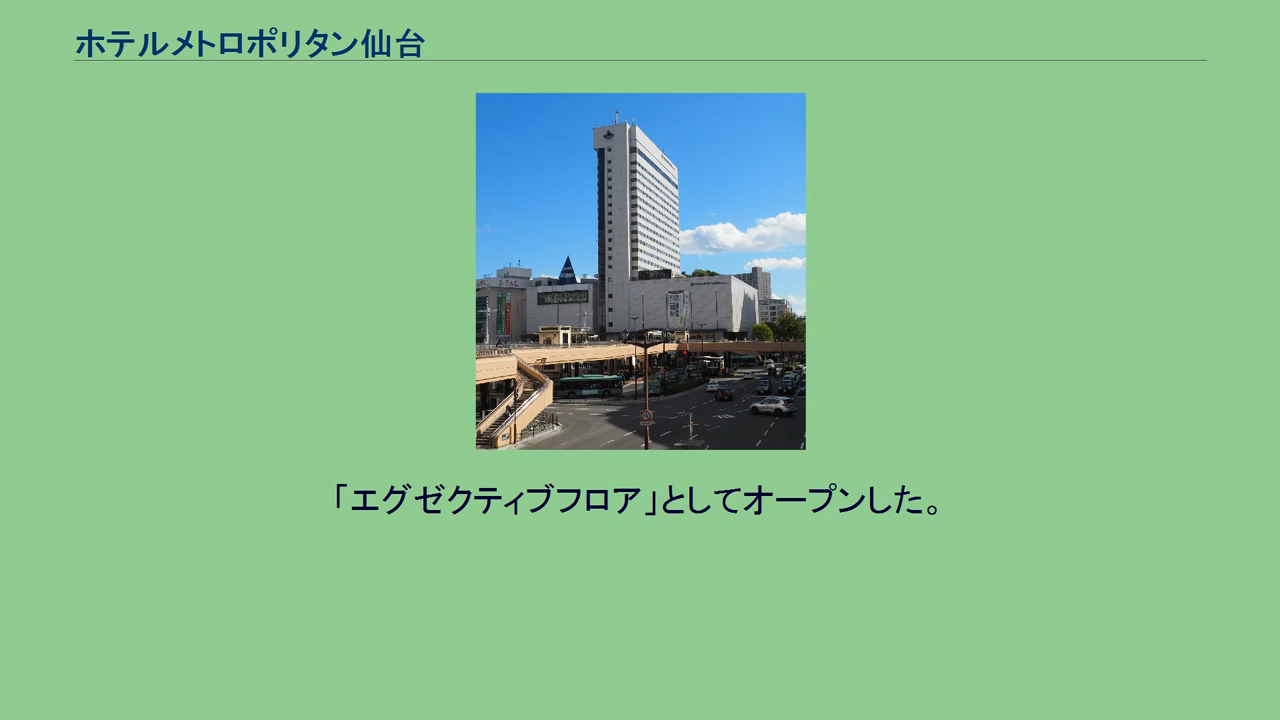 ホテルメトロポリタン仙台
S PAL
「エグゼクティブフロア」としてオープンした。